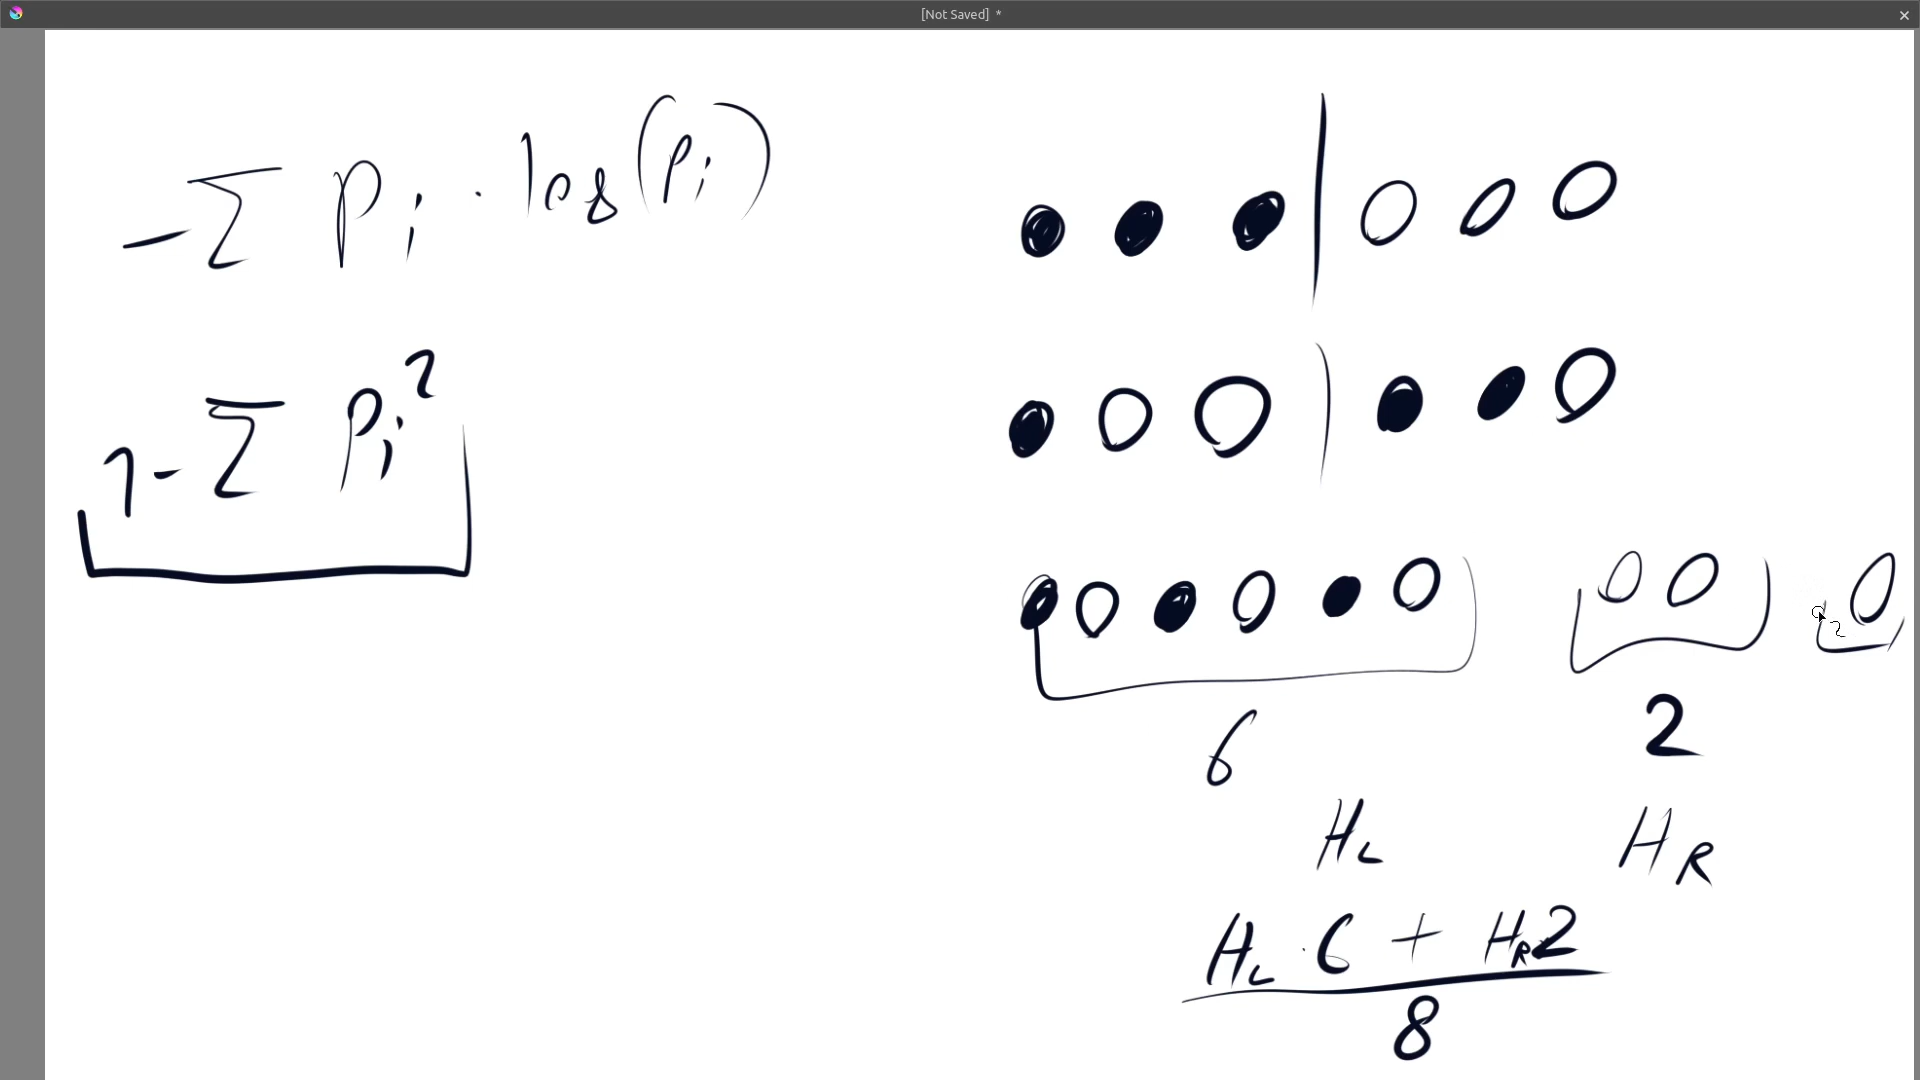 [Not Saved] *
-Σ Pi · log(Pi)
1-Σ Pi²
6 2
HL HR
HL · 6 + HR2
8